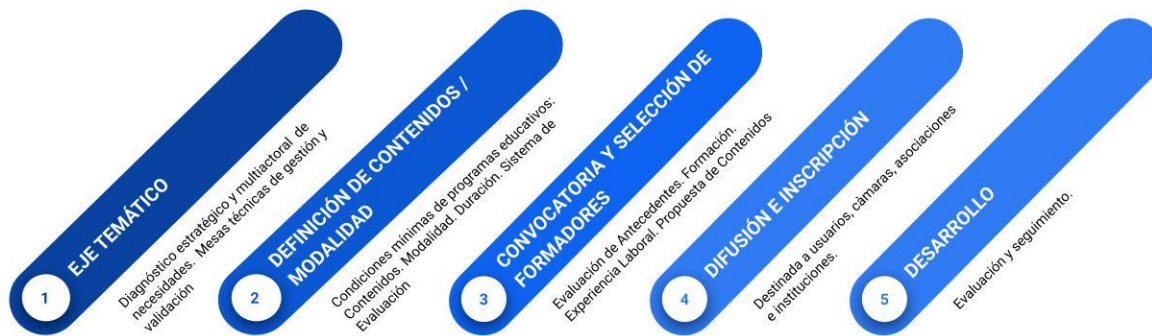 1
EJE TEMÁTICO
Diagnóstico estratégico y multiactoral de
necesidades. Mesas técnicas de gestión y
validación
2
DEFINICIÓN DE CONTENIDOS /
MODALIDAD
Condiciones mínimas de programas educativos:
Contenidos. Modalidad. Duración. Sistema de
Evaluación
3
CONVOCATORIA Y SELECCIÓN DE
FORMADORES
Evaluación de Antecedentes. Formación.
Experiencia Laboral. Propuesta de Contenidos
4
DIFUSIÓN E INSCRIPCIÓN
Destinada a usuarios, càmaras, asociaciones
e instituciones.
5
DESARROLLO
Evaluación y seguimiento.